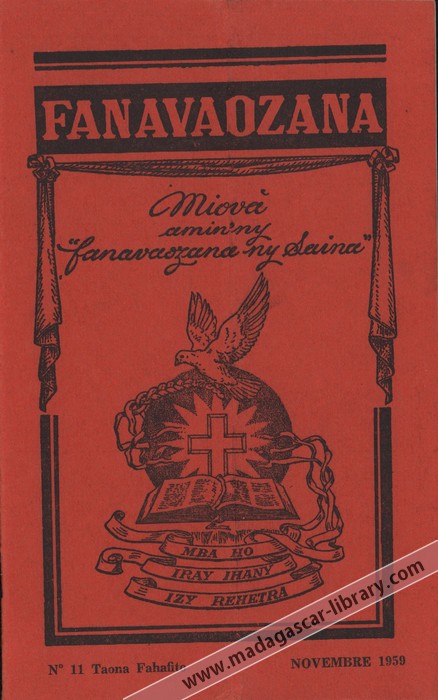 FANAVAOZANA
Miovà
amin'ny
"fanavaozana ny Saina"
MBA HO
IRAY IHANY
IZY REHETRA
N° 11 Taona Fahafito
NOVEMBRE 1959
www.madagascar-library.com